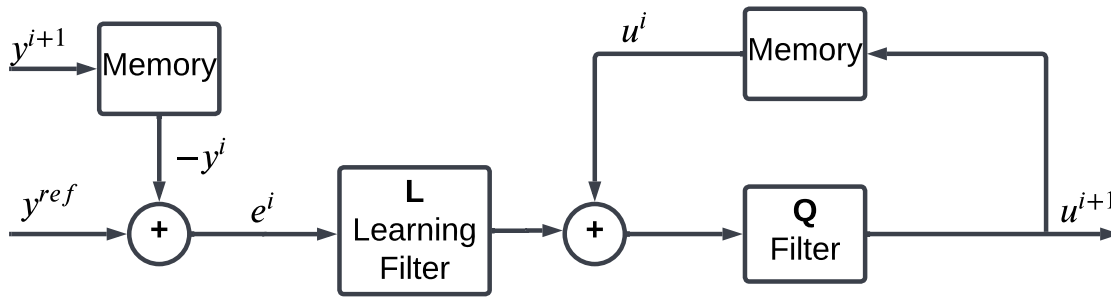 y^{i+1}
Memory
u^i
Memory
−y^i
y^{ref}
+
e^i
L
Learning
Filter
+
Q
Filter
u^{i+1}